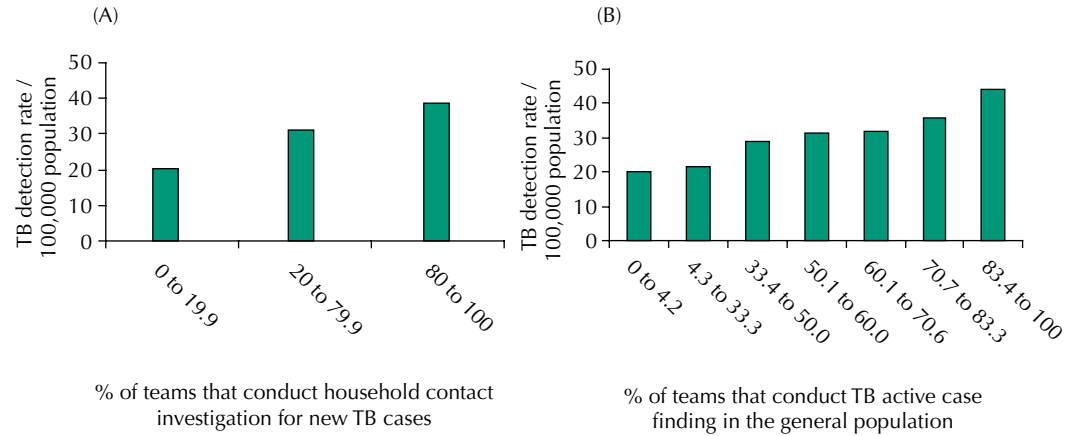 (A)
TB detection rate /
100,000 population
50
40
30
20
10
0
0 to 19.9
20 to 79.9
80 to 100
% of teams that conduct household contact
investigation for new TB cases
(B)
TB detection rate /
100,000 population
50
40
30
20
10
0
0 to 4.2
4.3 to 33.3
33.4 to 50.0
50.1 to 60.0
60.1 to 70.6
70.7 to 83.3
83.4 to 100
% of teams that conduct TB active case
finding in the general population